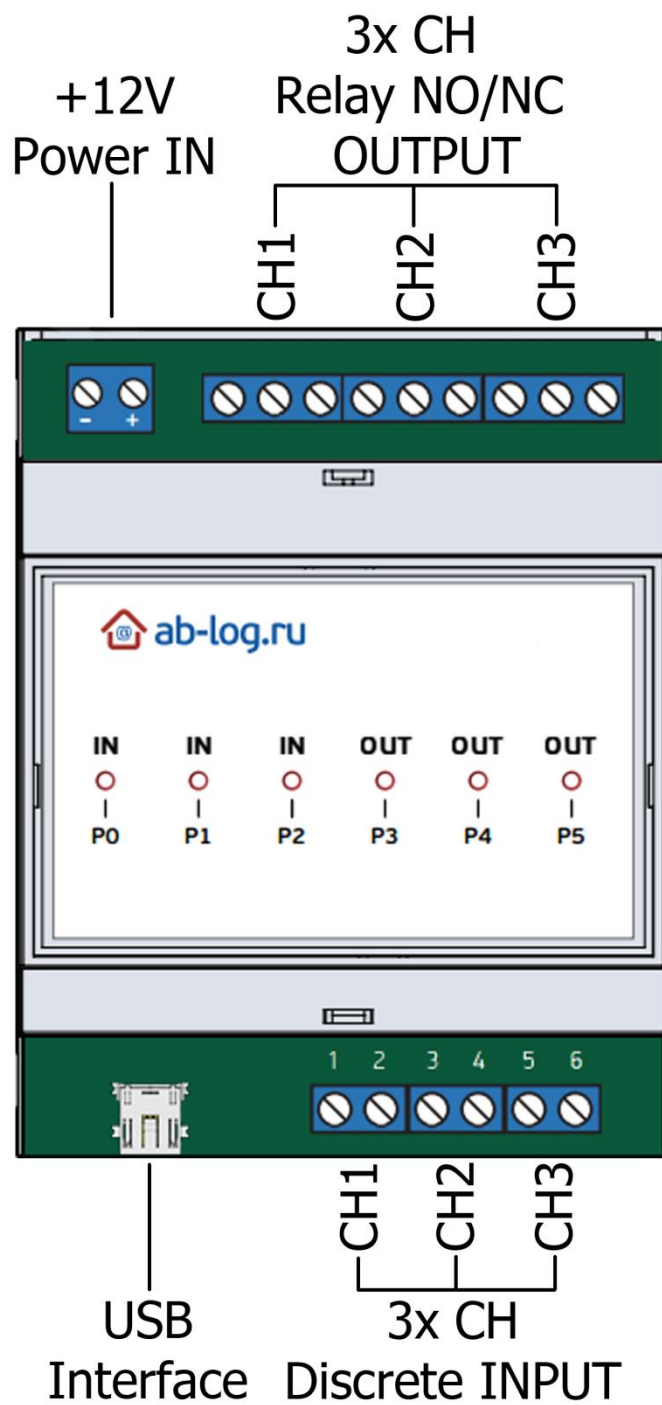 3x CH
+12V Relay NO/NC
Power IN OUTPUT
CH1 CH2 CH3
- +
@ ab-log.ru
IN IN IN OUT OUT OUT
P0 P1 P2 P3 P4 P5
1 2 3 4 5 6
CH1 CH2 CH3
USB 3x CH
Interface Discrete INPUT